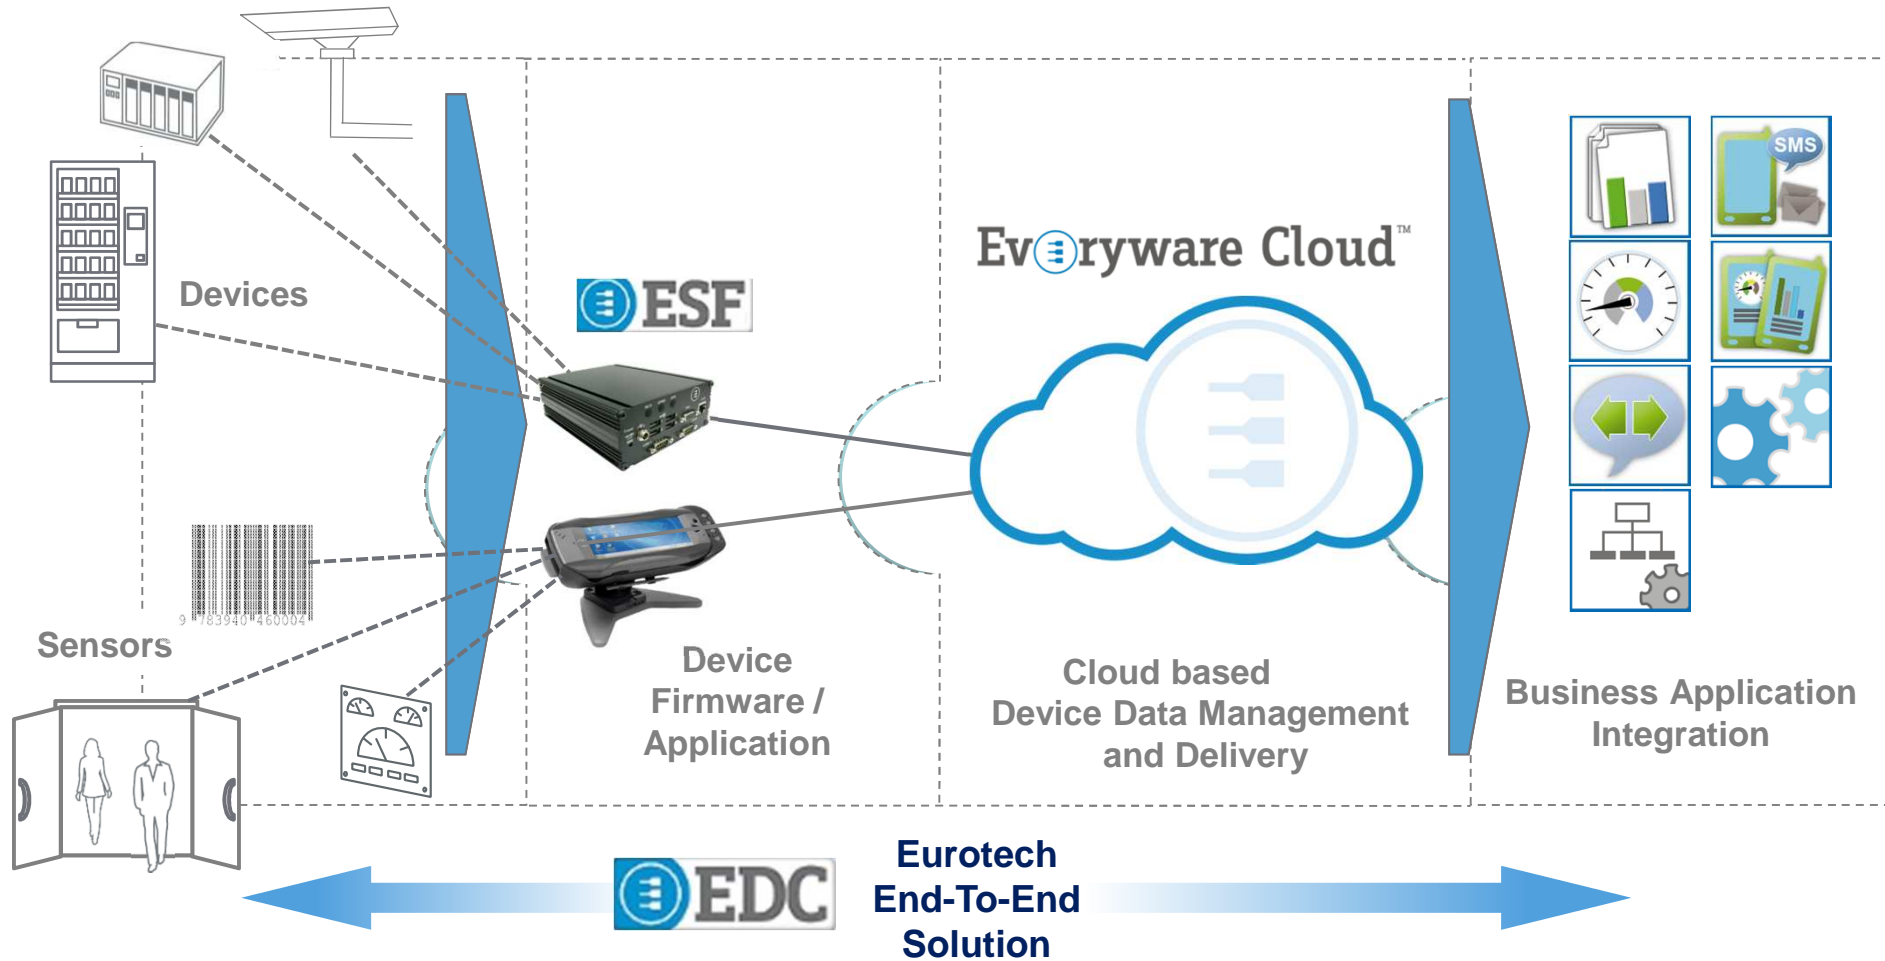 SMS
Everyware Cloud™
Devices
ESF
9 783940 460004
Sensors
Device
Firmware /
Application
Cloud based
Device Data Management
and Delivery
Business Application
Integration
EDC
Eurotech
End-To-End
Solution